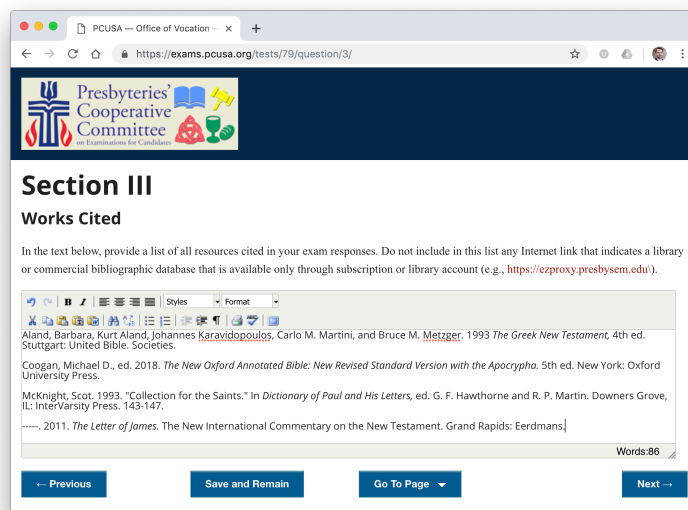 PCUSA — Office of Vocation —
https://exams.pcusa.org/tests/79/question/3/
Presbyteries'
Cooperative
Committee
on Examinations for Candidates
Section III
Works Cited
In the text below, provide a list of all resources cited in your exam responses. Do not include in this list any Internet link that indicates a library
or commercial bibliographic database that is available only through subscription or library account (e.g., https://ezproxy.presbysem.edu\).
B I Styles Format
Aland, Barbara, Kurt Aland, Johannes Karavidopoulos, Carlo M. Martini, and Bruce M. Metzger. 1993 The Greek New Testament, 4th ed.
Stuttgart: United Bible. Societies.
Coogan, Michael D., ed. 2018. The New Oxford Annotated Bible: New Revised Standard Version with the Apocrypha. 5th ed. New York: Oxford
University Press.
McKnight, Scot. 1993. "Collection for the Saints." In Dictionary of Paul and His Letters, ed. G. F. Hawthorne and R. P. Martin. Downers Grove,
IL: InterVarsity Press. 143-147.
-----. 2011. The Letter of James. The New International Commentary on the New Testament. Grand Rapids: Eerdmans.
Words:86
← Previous Save and Remain Go To Page Next →